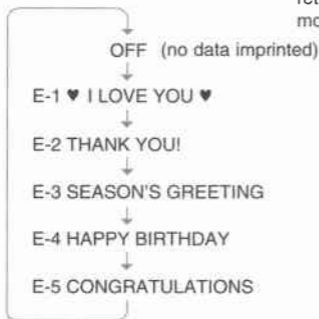 OFF (no data imprinted)
E-1 ♥ I LOVE YOU ♥
E-2 THANK YOU!
E-3 SEASON'S GREETING
E-4 HAPPY BIRTHDAY
E-5 CONGRATULATIONS